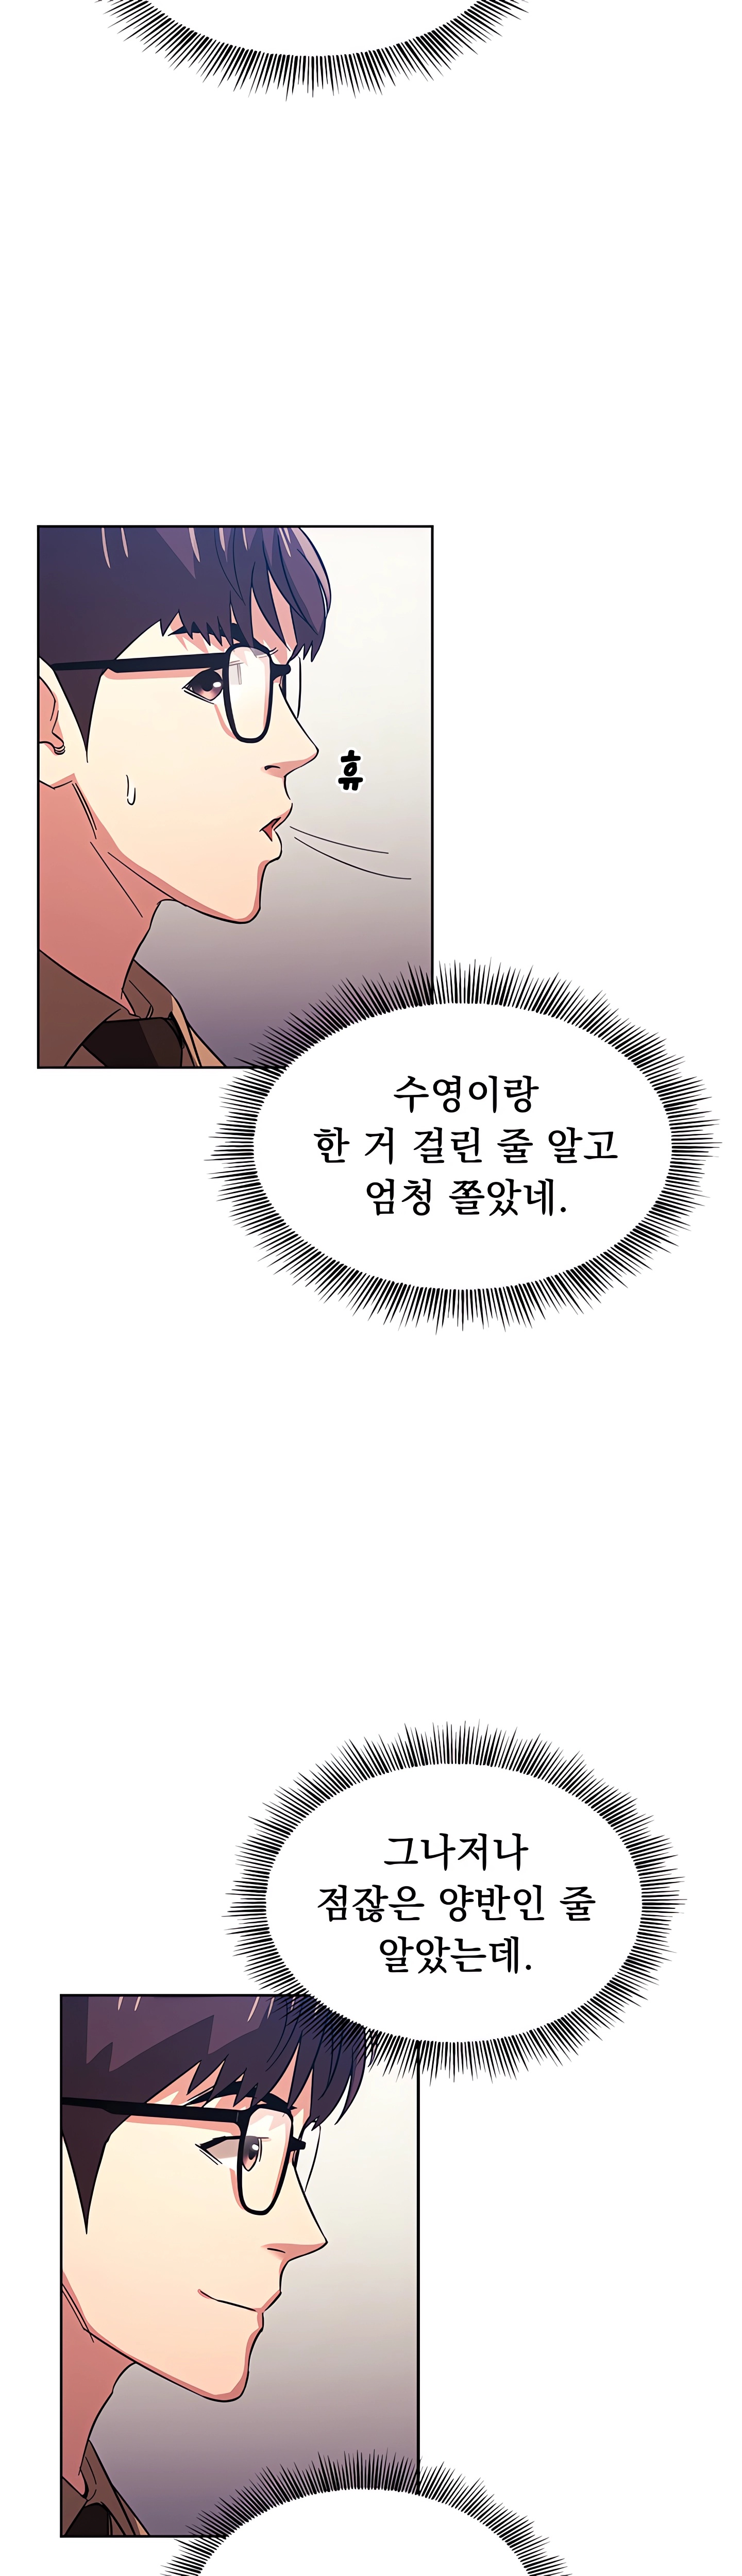 휴
수영이랑
한 거 걸린 줄 알고
엄청 쫄았네.
그나저나
점잖은 양반인 줄
알았는데.